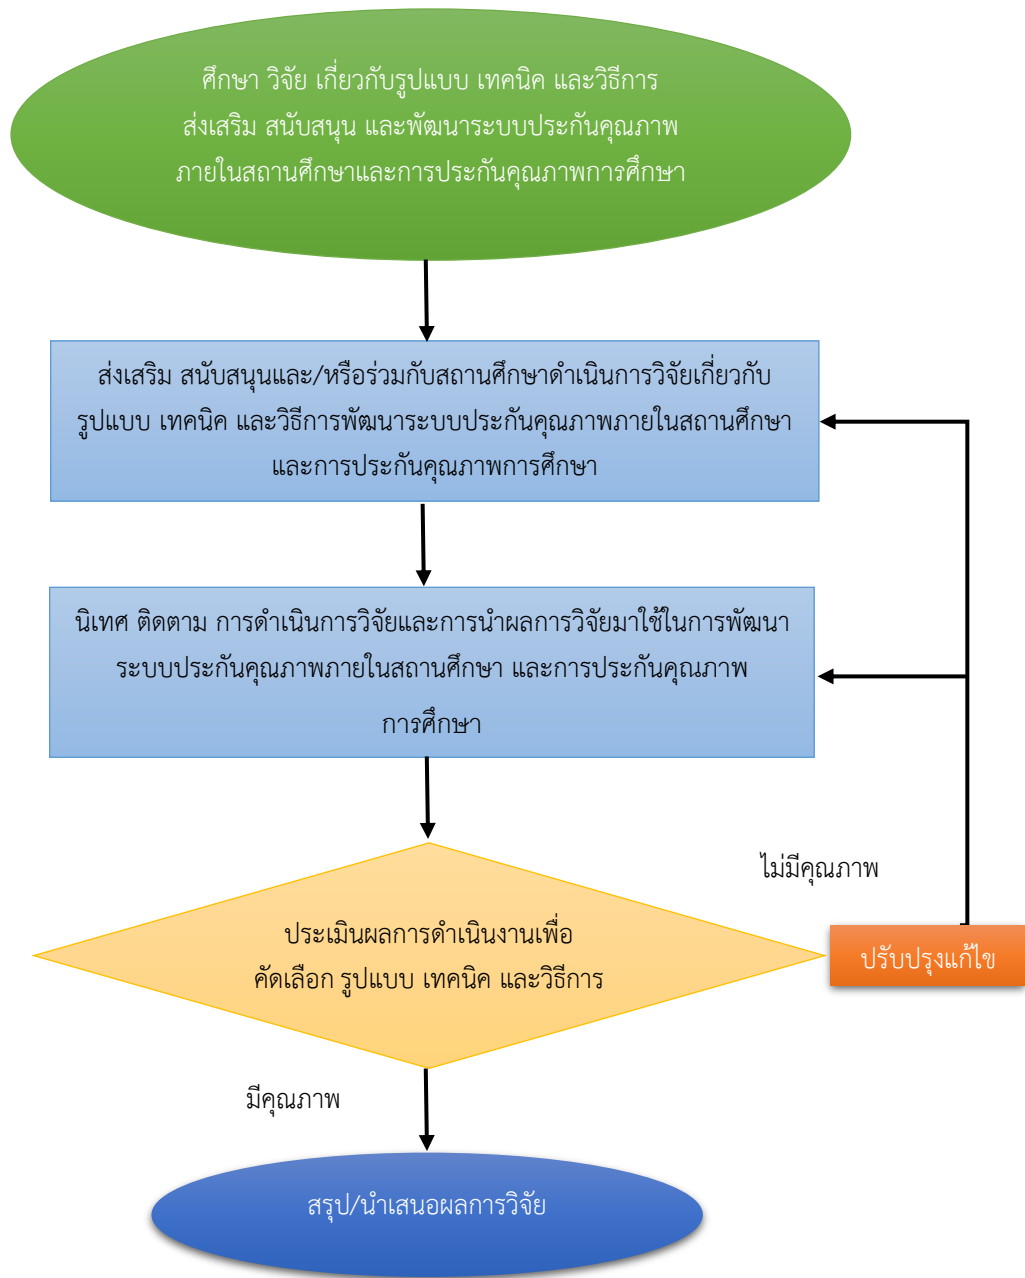 ศึกษา วิจัย เกี่ยวกับรูปแบบ เทคนิค และวิธีการ
ส่งเสริม สนับสนุน และพัฒนาระบบประกันคุณภาพ
ภายในสถานศึกษาและการประกันคุณภาพการศึกษา
ส่งเสริม สนับสนุนและ/หรือร่วมกับสถานศึกษาดำเนินการวิจัยเกี่ยวกับ
รูปแบบ เทคนิค และวิธีการพัฒนาระบบประกันคุณภาพภายในสถานศึกษา
และการประกันคุณภาพการศึกษา
นิเทศ ติดตาม การดำเนินการวิจัยและการนำผลการวิจัยมาใช้ในการพัฒนา
ระบบประกันคุณภาพภายในสถานศึกษา และการประกันคุณภาพ
การศึกษา
ไม่มีคุณภาพ
ประเมินผลการดำเนินงานเพื่อ
คัดเลือก รูปแบบ เทคนิค และวิธีการ
ปรับปรุงแก้ไข
มีคุณภาพ
สรุป/นำเสนอผลการวิจัย